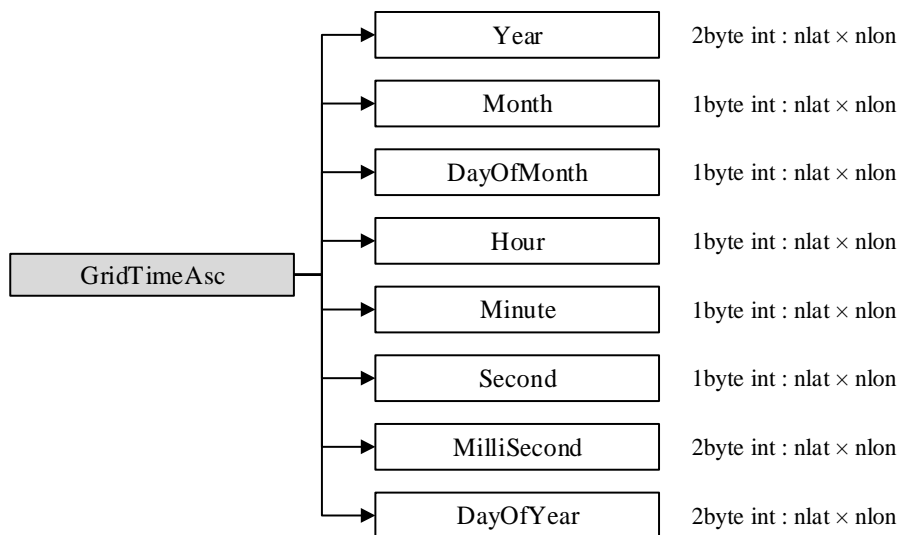 Year 2byte int : nlat × nlon
Month 1byte int : nlat × nlon
DayOfMonth 1byte int : nlat × nlon
Hour 1byte int : nlat × nlon
GridTimeAsc
Minute 1byte int : nlat × nlon
Second 1byte int : nlat × nlon
MilliSecond 2byte int : nlat × nlon
DayOfYear 2byte int : nlat × nlon